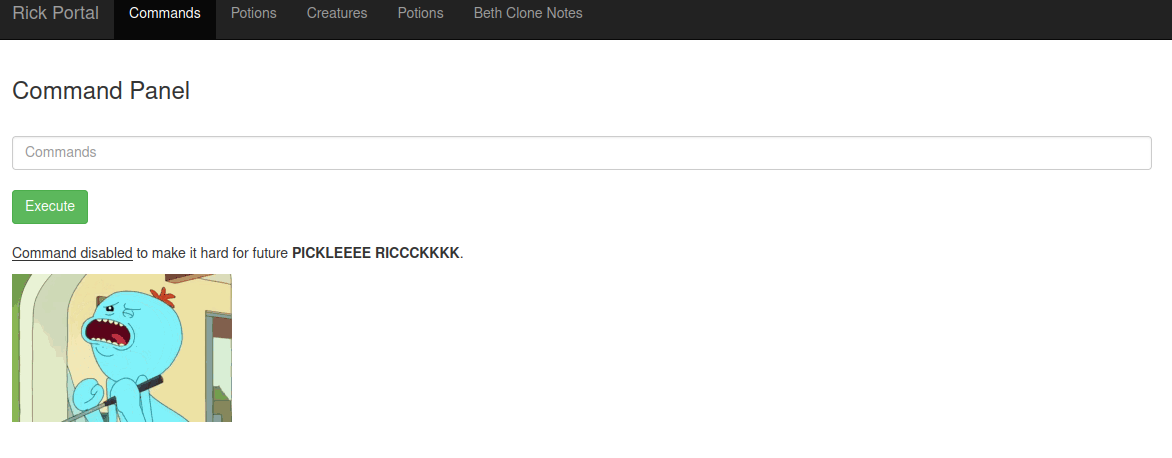 Rick Portal Commands Potions Creatures Potions Beth Clone Notes
Command Panel
Commands
Execute
Command disabled to make it hard for future PICKLEEEE RICCCKKKK.